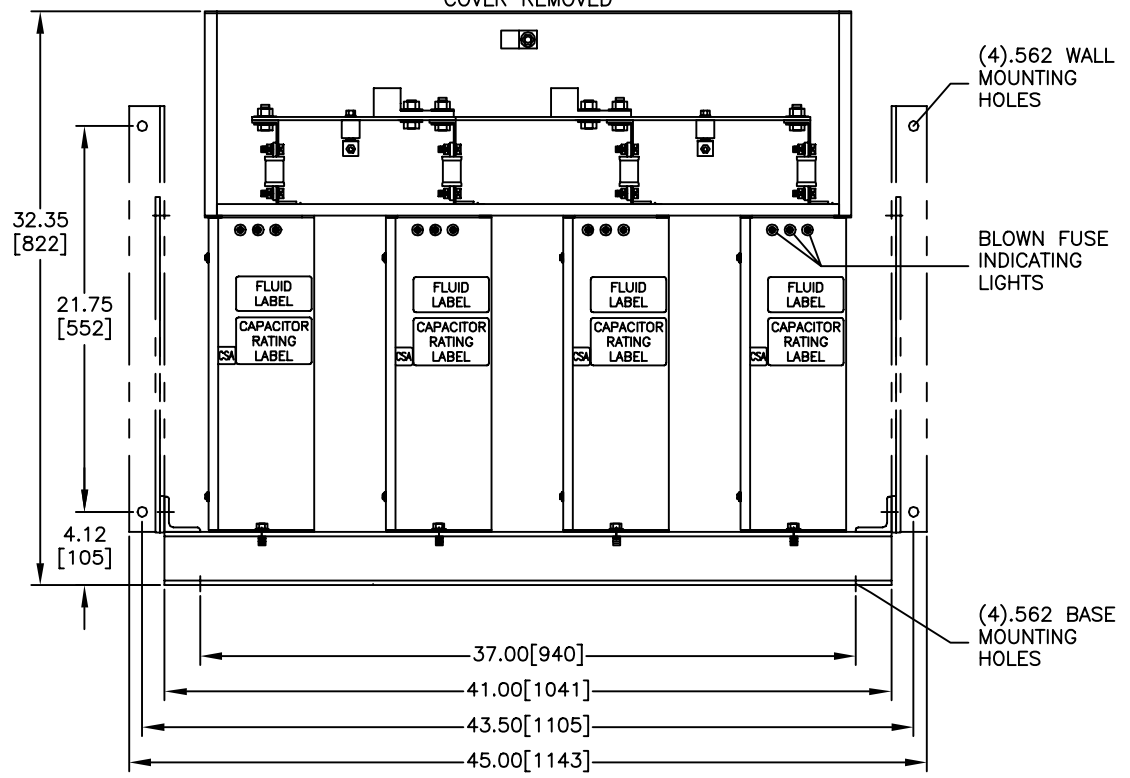 COVER REMOVED
(4).562 WALL
MOUNTING
HOLES
32.35
[822]
21.75
[552]
BLOWN FUSE
INDICATING
LIGHTS
FLUID
LABEL
CAPACITOR
RATING
LABEL
CSA
FLUID
LABEL
CAPACITOR
RATING
LABEL
CSA
FLUID
LABEL
CAPACITOR
RATING
LABEL
CSA
FLUID
LABEL
CAPACITOR
RATING
LABEL
CSA
4.12
[105]
(4).562 BASE
MOUNTING
HOLES
37.00[940]
41.00[1041]
43.50[1105]
45.00[1143]